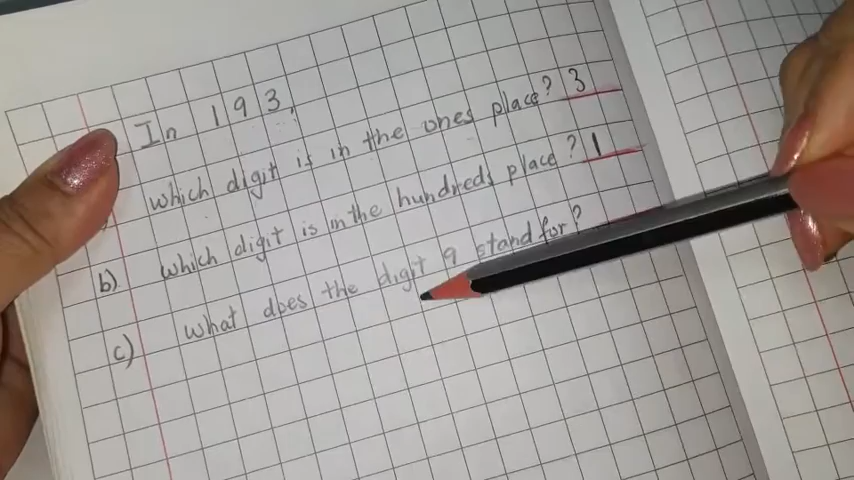 In 193,
which digit is in the ones place? 3
b) which digit is in the hundreds place? 1
c) what does the digit 9 stand for?